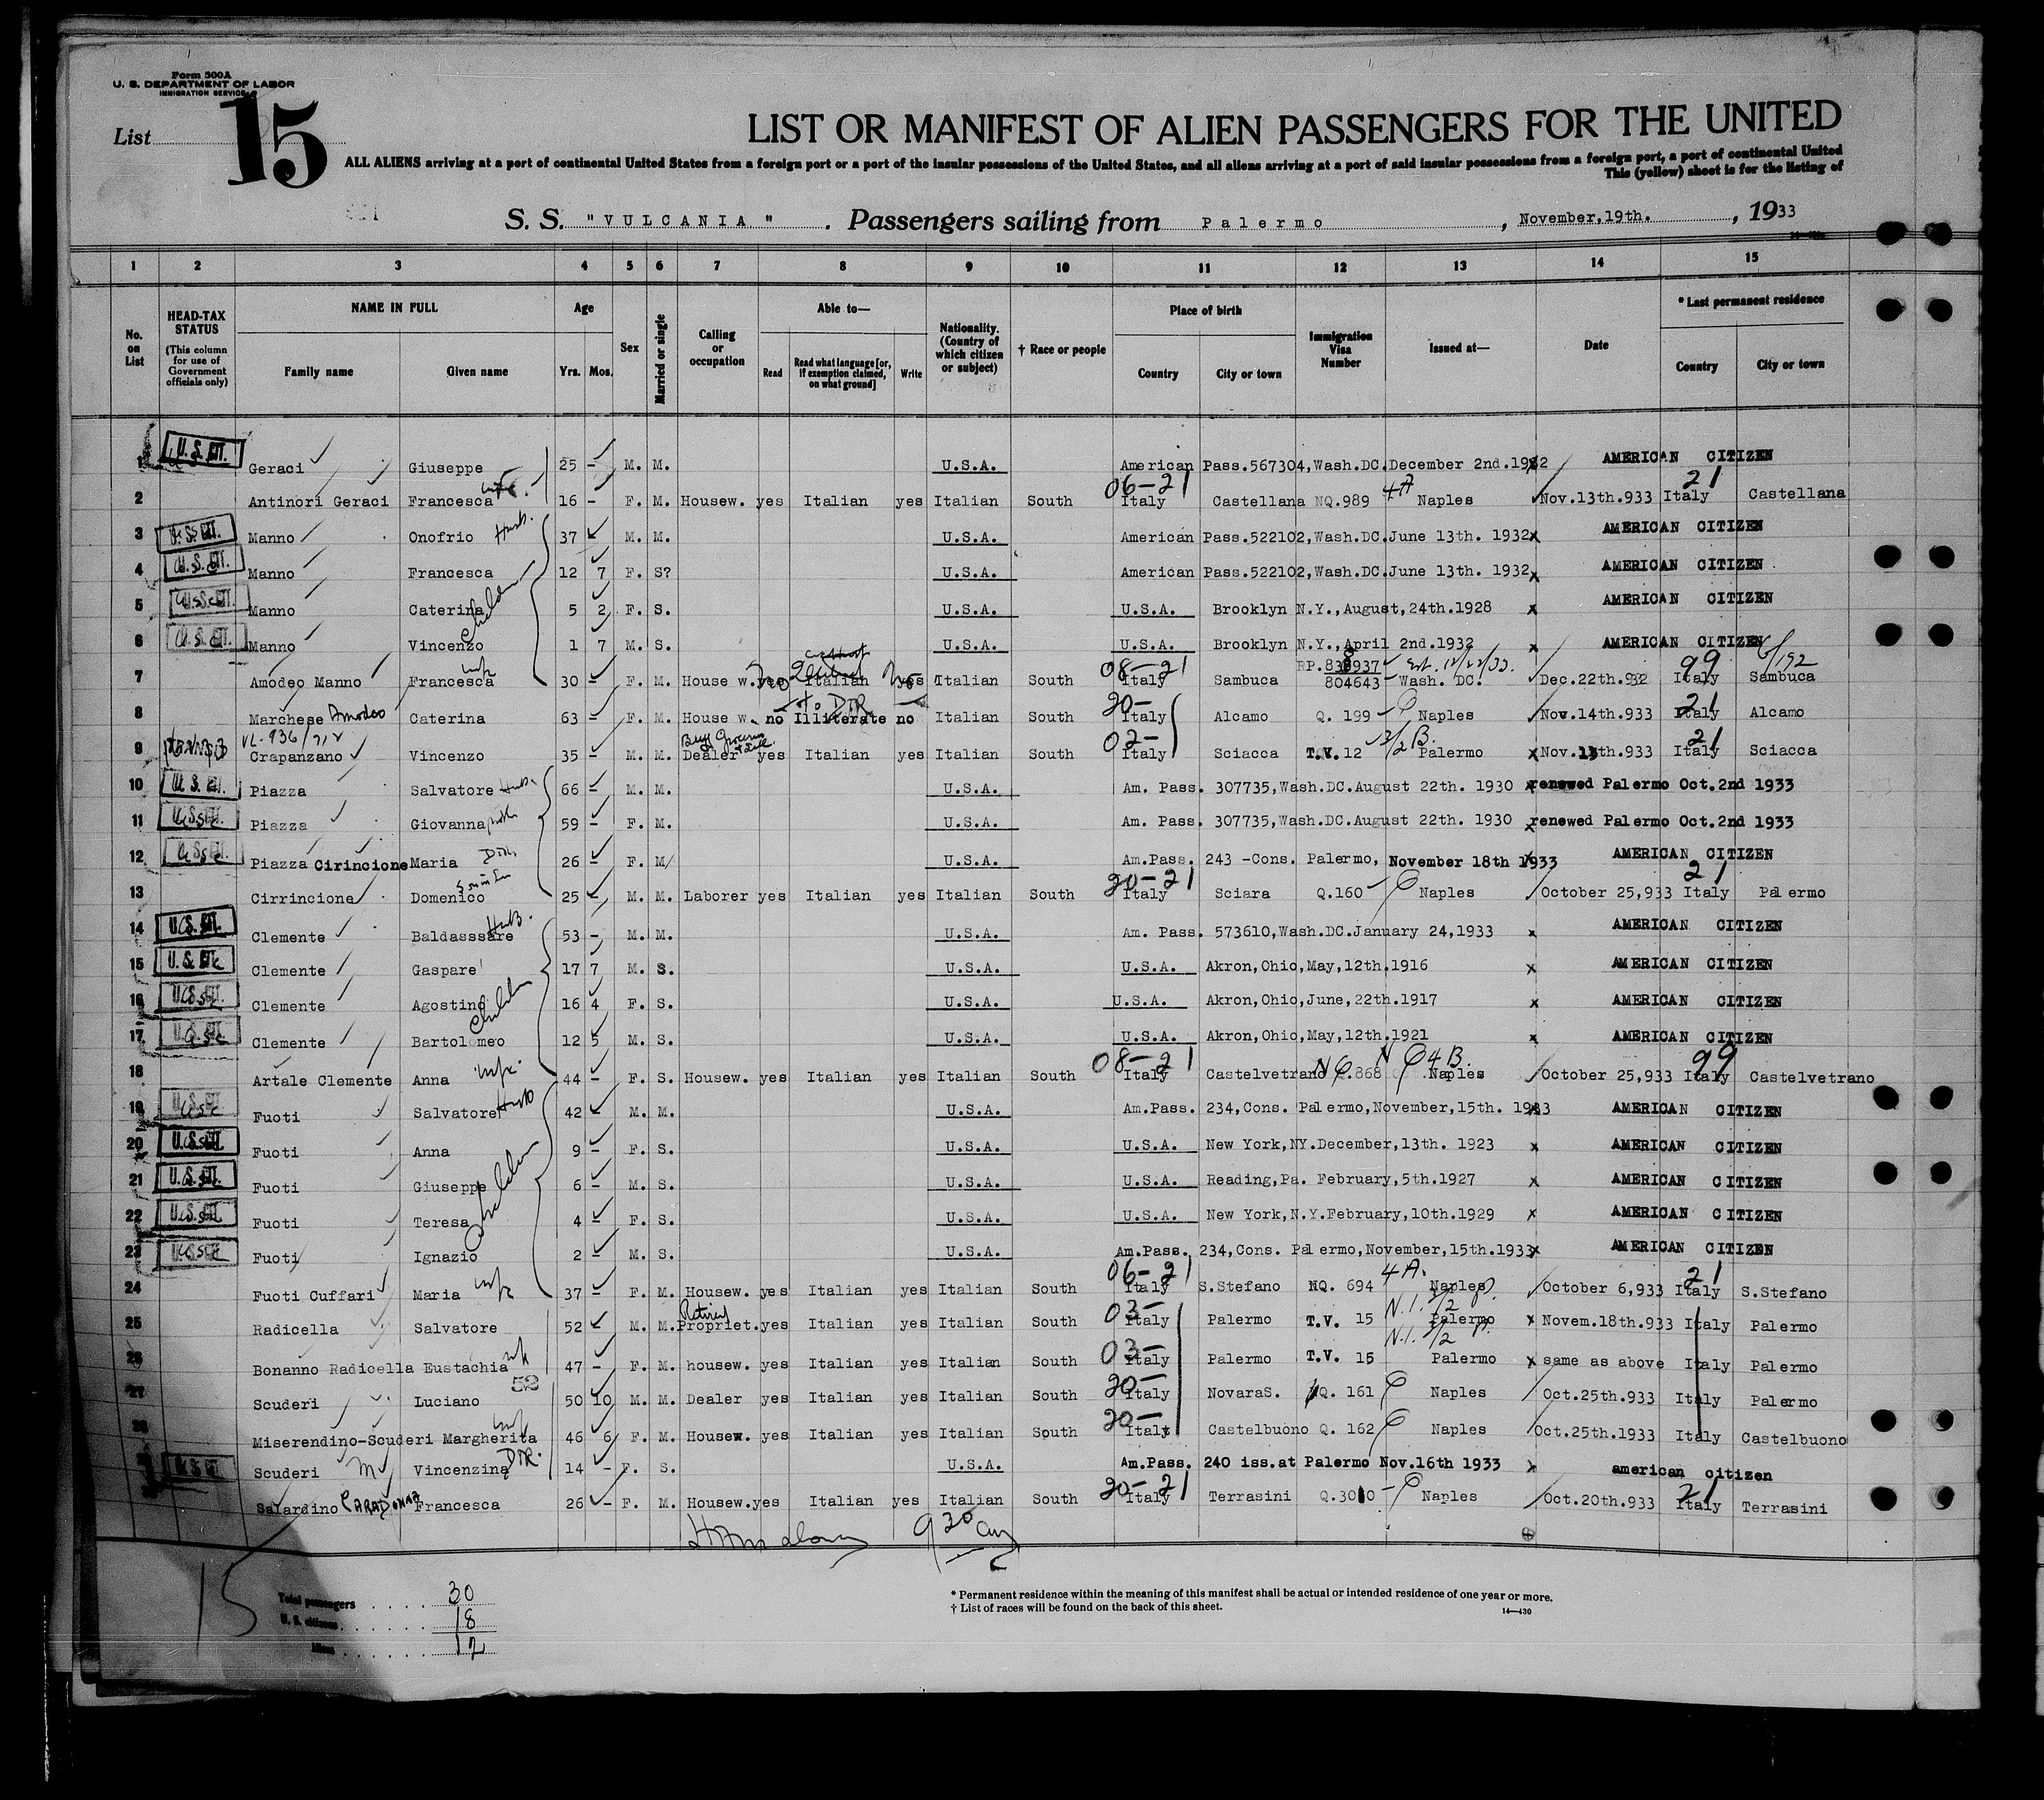 Form 500A
U. S. DEPARTMENT OF LABOR
IMMIGRATION SERVICE
List 15
LIST OR MANIFEST OF ALIEN PASSENGERS FOR THE UNITED
ALL ALIENS arriving at a port of continental United States from a foreign port or a port of the insular possessions of the United States, and all aliens arriving at a port of said insular possessions from a foreign port, a port of continental United
This (yellow) sheet is for the listing of
S. S. "VULCANIA". Passengers sailing from Palermo, November,19th., 1933
1 2 3 4 5 6 7 8 9 10 11 12 13 14 15
No. on List
HEAD-TAX STATUS (This column for use of Government officials only)
NAME IN FULL Family name Given name
Age Yrs. Mos.
Sex
Married or single
Calling or occupation
Able to— Read Read what language [or, if exemption claimed, on what ground] Write
Nationality. (Country of which citizen or subject)
† Race or people
Place of birth Country City or town
Immigration Visa Number
Issued at—
Date
* Last permanent residence Country City or town
1 U.S. CIT. Geraci Giuseppe 25 – M. M. U.S.A. American Pass.567304,Wash.DC.December 2nd.1932 AMERICAN CITIZEN
2 Antinori Geraci Francesca wife. 16 – F. M. Housew. yes Italian yes Italian South 06-21 Italy Castellana NQ.989 4A Naples Nov.13th.933 21 Italy Castellana
3 U.S. CIT. Manno Onofrio Husb. 37 M. M. U.S.A. American Pass.522102,Wash.DC.June 13th. 1932 x AMERICAN CITIZEN
4 U.S. CIT. Manno Francesca 12 7 F. S? U.S.A. American Pass.522102,Wash.DC.June 13th. 1932 x AMERICAN CITIZEN
5 Manno Caterina Children 5 2 F. S. U.S.A. U.S.A. Brooklyn N.Y.,August,24th.1928 x AMERICAN CITIZEN
6 Manno Vincenzo 1 7 M. S. U.S.A. U.S.A. Brooklyn N.Y.,April 2nd.1932 x AMERICAN CITIZEN
7 Amodeo Manno Francesca wife 30 – F. M. House w. yes no Italian yes no Italian South 08-21 Italy Sambuca 804643 Wash. DC. Dec.22th.932 99 Italy Sambuca
8 Marchese Amodeo Caterina 63 – F. M. House w. no Illiterate no Italian South 20- Italy Alcamo Q. 199 C Naples Nov.14th.933 21 Italy Alcamo
9 Crapanzano Vincenzo 35 – M. M. Dealer yes Italian yes Italian South 02- Italy Sciacca T.V. 12 3/2 B. Palermo x Nov.13th.933 21 Italy Sciacca
10 U.S. CIT. Piazza Salvatore Husb. 66 – M. M. U.S.A. Am. Pass. 307735,Wash.DC.August 22th. 1930 x renewed Palermo Oct.2nd 1933
11 Piazza Giovanna wife 59 – F. M. U.S.A. Am. Pass. 307735,Wash.DC.August 22th. 1930 x renewed Palermo Oct.2nd 1933
12 Piazza Cirincione Maria Dtr. 26 – F. M/ U.S.A. Am.Pass. 243 -Cons. Palermo, November 18th 1933 AMERICAN CITIZEN
13 Cirrincione Domenico 25 M. M. Laborer yes Italian yes Italian South 20-21 Italy Sciara Q.160 C Naples October 25,933 21 Italy Palermo
14 U.S. CIT. Clemente Baldasssare Husb. 53 – M. M. U.S.A. Am. Pass. 573610,Wash.DC.January 24,1933 x AMERICAN CITIZEN
15 Clemente Gaspare 17 7 M. S. U.S.A. U.S.A. Akron,Ohio,May,12th.1916 x AMERICAN CITIZEN
16 Clemente Agostino Children 16 4 F. S. U.S.A. U.S.A. Akron,Ohio,June,22th.1917 x AMERICAN CITIZEN
17 Clemente Bartolomeo 12 5 M. S. U.S.A. U.S.A. Akron,Ohio,May,12th.1921 x AMERICAN CITIZEN
18 Artale Clemente Anna wife. 44 – F. S. Housew. yes Italian yes Italian South 08-21 Italy Castelvetrano 868 4B. Naples October 25,933 99 Italy Castelvetrano
19 Fuoti Salvatore Husb 42 M. M. U.S.A. Am.Pass. 234,Cons. Palermo,November,15th. 1933 AMERICAN CITIZEN
20 Fuoti Anna 9 – F. S. U.S.A. U.S.A. New York,NY.December,13th. 1923 x AMERICAN CITIZEN
21 U.S. CIT. Fuoti Giuseppe Children 6 – M. S. U.S.A. U.S.A. Reading,Pa. February,5th.1927 x AMERICAN CITIZEN
22 Fuoti Teresa 4 – F. S. U.S.A. U.S.A. New York,N.Y.February,10th.1929 x AMERICAN CITIZEN
23 Fuoti Ignazio 2 – M. S. U.S.A. Am.Pass. 234,Cons. Palermo,November,15th.1933 x AMERICAN CITIZEN
24 Fuoti Cuffari Maria wife 37 – F. M. Housew. yes Italian yes Italian South 06-21 Italy S.Stefano NQ. 694 4A. Naples October 6,933 21 Italy S.Stefano
25 Radicella Salvatore 52 – M. M. Retired Propriet. yes Italian yes Italian South 03- Italy Palermo T.V. 15 Palermo x Novem.18th.933 Italy Palermo
26 Bonanno Radicella Eustachia wife 47 – F. M. housew. yes Italian yes Italian South 03- Italy Palermo T.V. 15 Palermo x same as above Italy Palermo
27 Scuderi Luciano 52 50 10 M. M. Dealer yes Italian yes Italian South 20- Italy NovaraS. Q. 161 C Naples Oct.25th.933 Italy Palermo
28 Miserendino-Scuderi Margherita wife 46 6 F. M. Housew. yes Italian yes Italian South 20- Italy Castelbuono Q. 162 C Naples Oct.25th.1933 Italy Castelbuono
Scuderi Vincenzina DTR. 14 – F. S. U.S.A. Am.Pass. 240 iss.at Palermo Nov.16th 1933 x american citizen
Salardino CARADONNA Francesca 26 – F. M. Housew. yes Italian yes Italian South 20-21 Italy Terrasini Q.3010 C Naples Oct.20th.933 21 Italy Terrasini
9 30
15
Total passengers 30
U. S. citizens 18
Aliens 12
* Permanent residence within the meaning of this manifest shall be actual or intended residence of one year or more.
† List of races will be found on the back of this sheet.
14—430